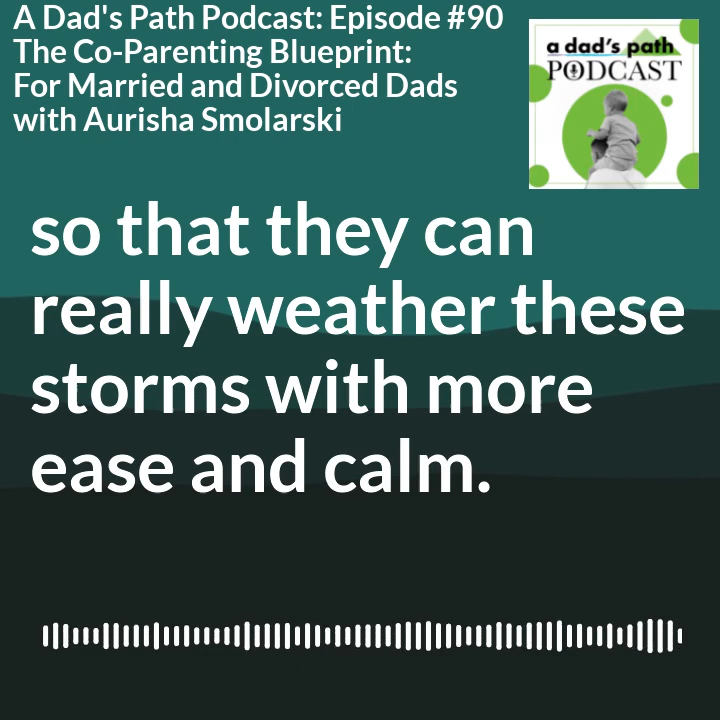 A Dad's Path Podcast: Episode #90
The Co-Parenting Blueprint:
For Married and Divorced Dads
with Aurisha Smolarski
a dad's path
PODCAST
so that they can
really weather these
storms with more
ease and calm.